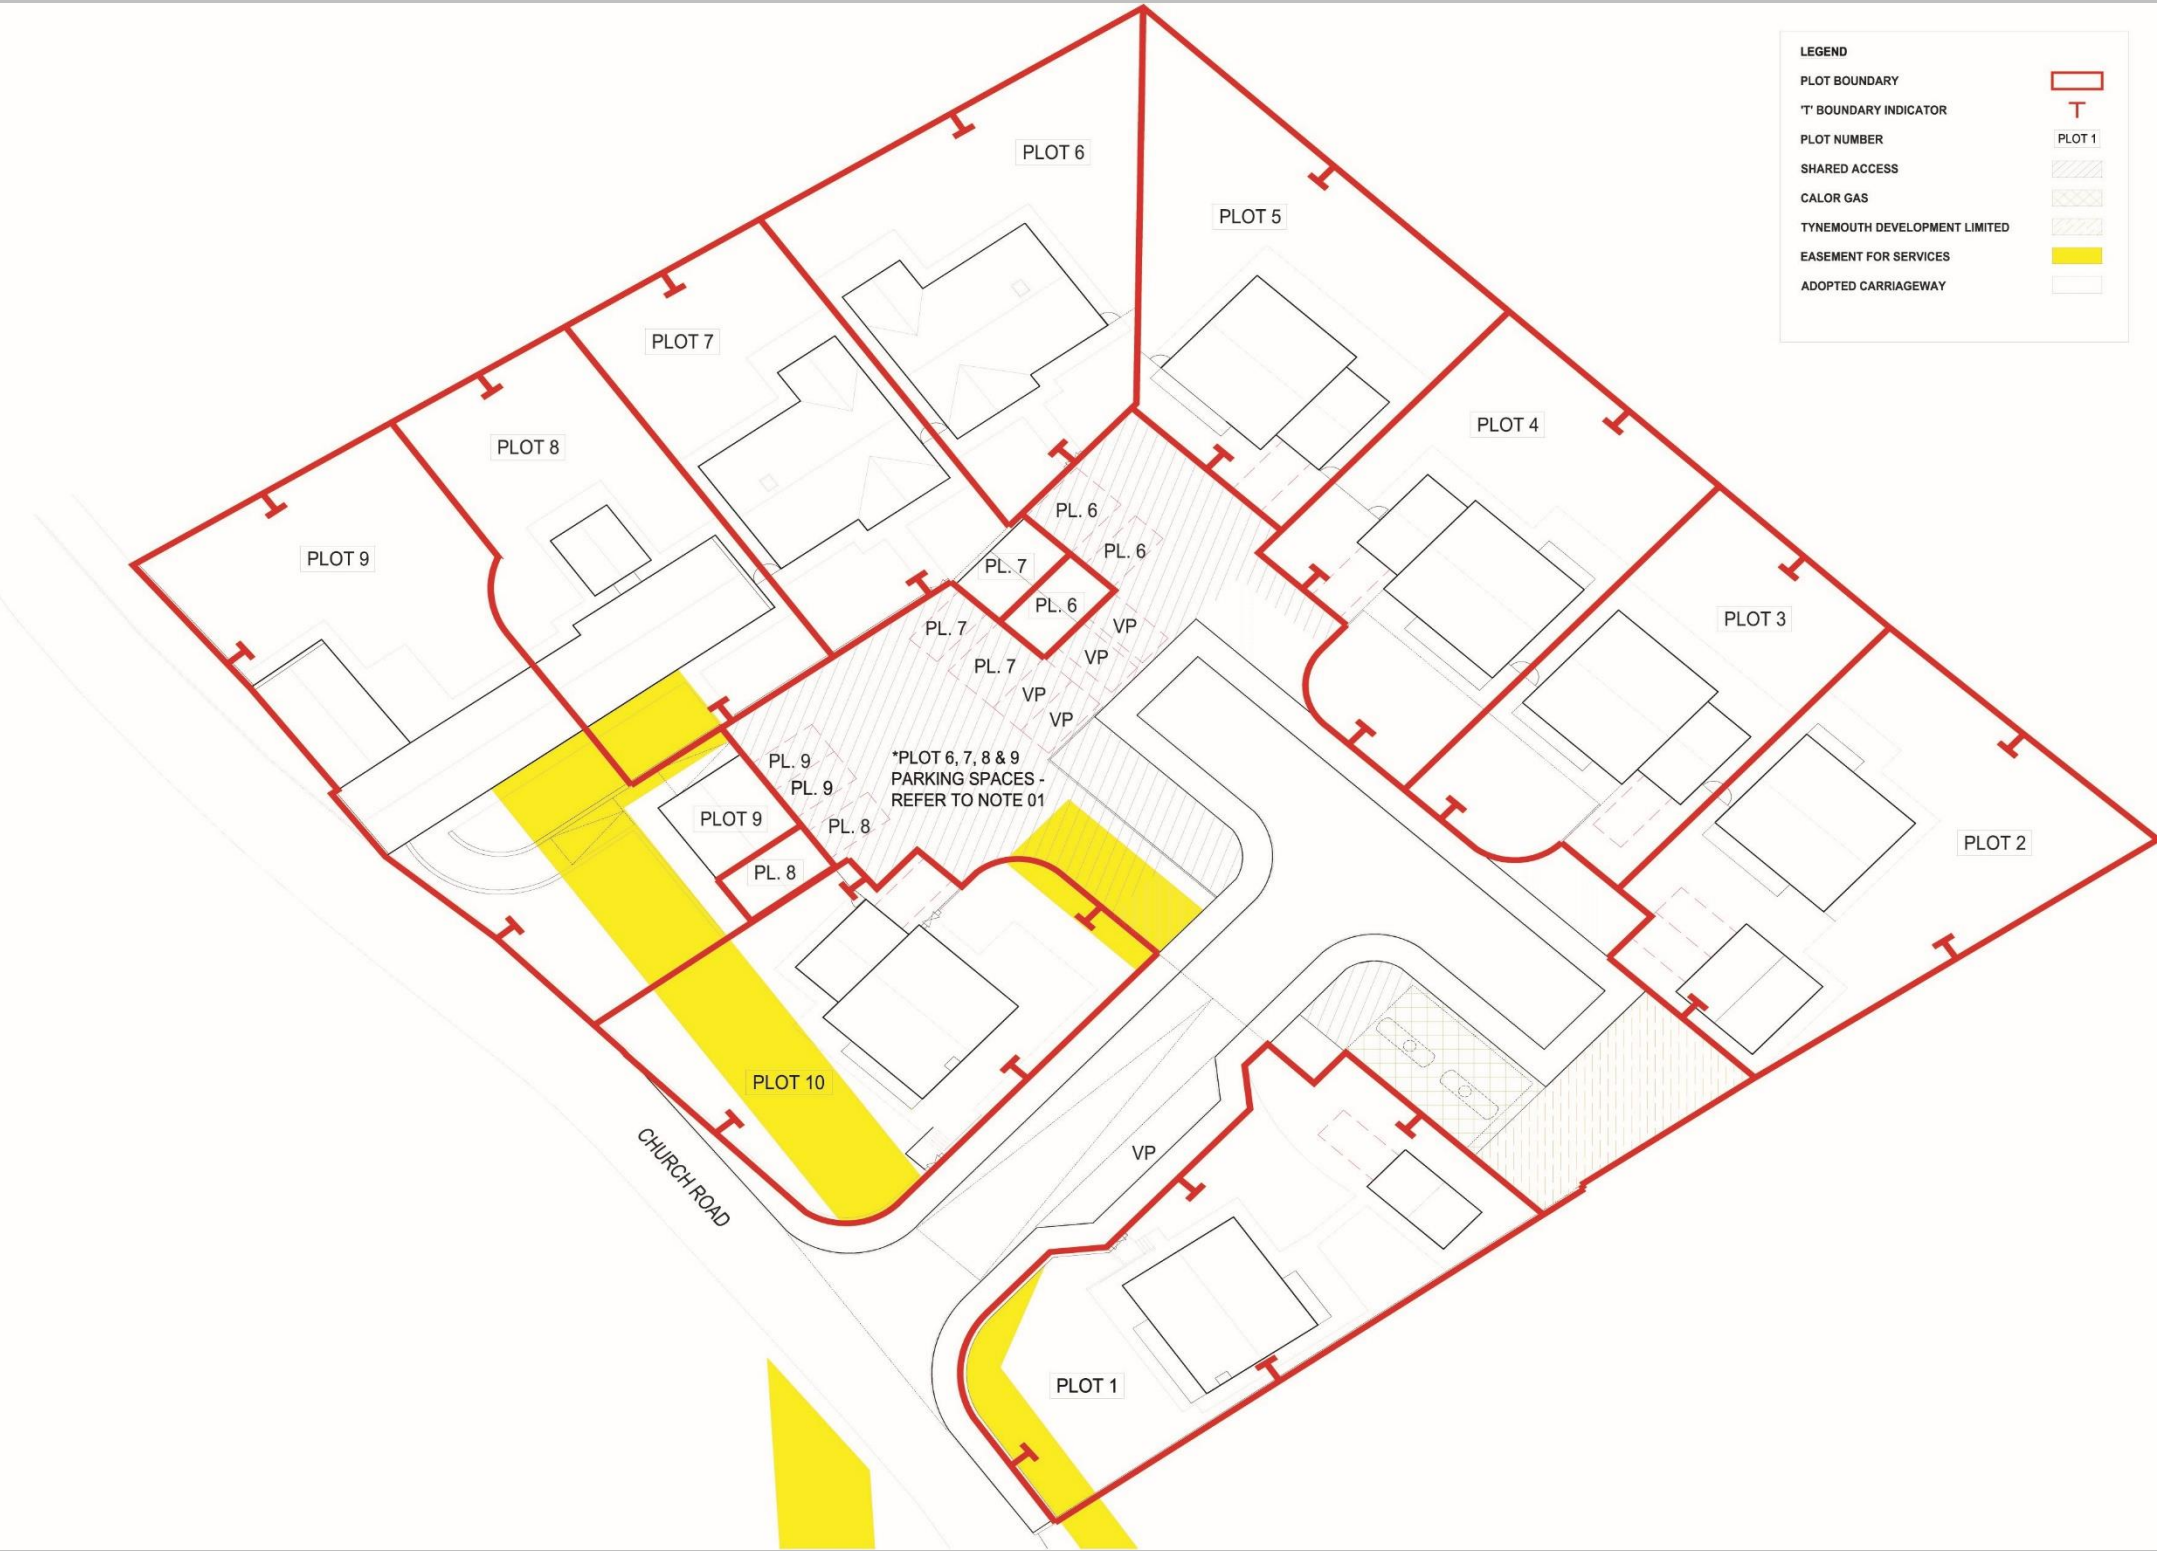 LEGEND
PLOT BOUNDARY
'T' BOUNDARY INDICATOR
PLOT NUMBER
PLOT 1
SHARED ACCESS
CALOR GAS
TYNEMOUTH DEVELOPMENT LIMITED
EASEMENT FOR SERVICES
ADOPTED CARRIAGEWAY
PLOT 6
PLOT 5
PLOT 7
PLOT 4
PLOT 8
PLOT 9
PLOT 3
PLOT 2
PL. 6
PL. 6
PL. 7
PL. 6
PL. 7
VP
VP
PL. 7
VP
VP
*PLOT 6, 7, 8 & 9
PARKING SPACES -
REFER TO NOTE 01
PL. 9
PL. 9
PLOT 9
PL. 8
PL. 8
PLOT 10
CHURCH ROAD
VP
PLOT 1